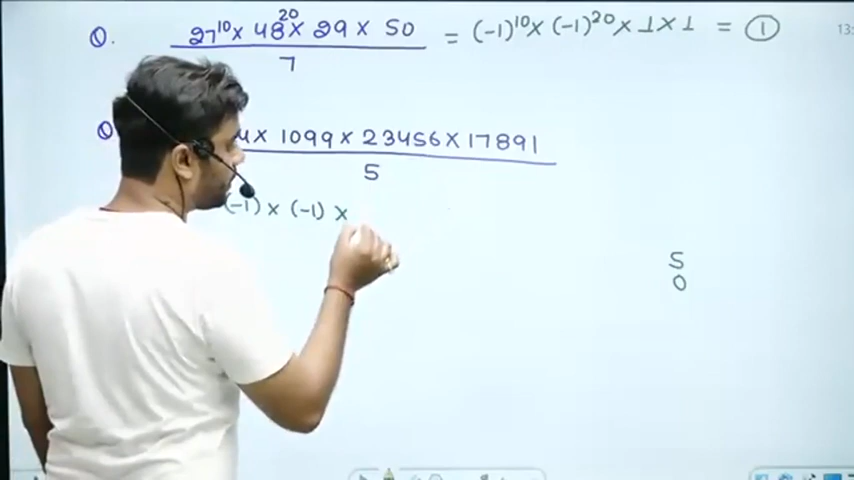 Q. 27¹⁰ x 48²⁰ x 29 x 50 / 7 = (-1)¹⁰ x (-1)²⁰ x 1 x 1 = 1
Q 4 x 1099 x 23456 x 17891 / 5
(-1) x (-1) x
5
0
13: